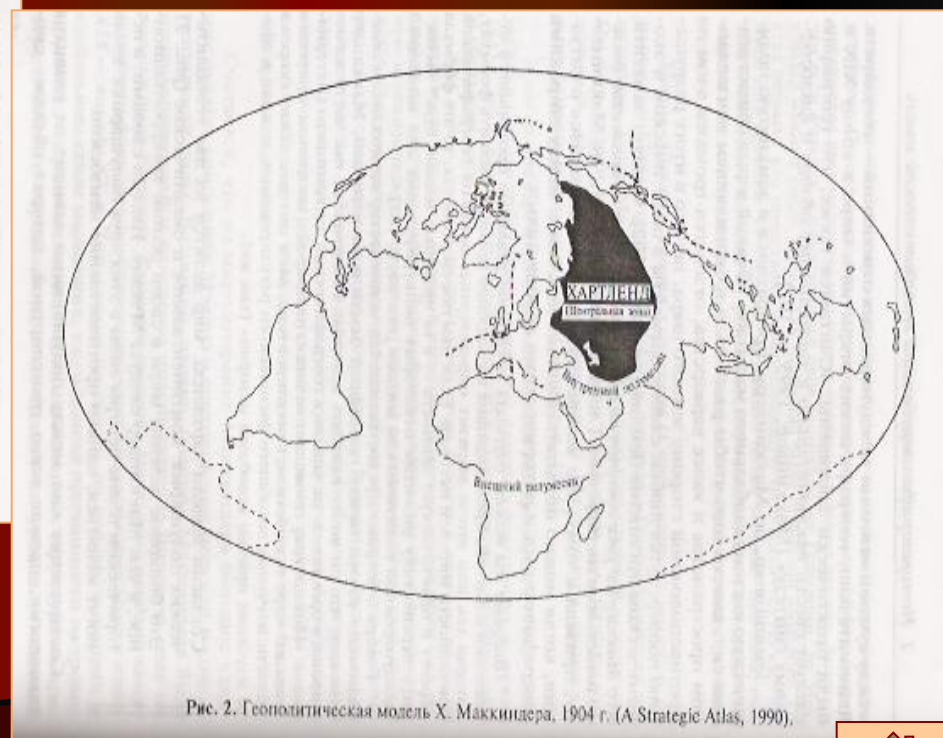 ХАРТЛЕНД
(Центральная зона)
Внутренний полумесяц
Внешний полумесяц
Рис. 2. Геополитическая модель Х. Маккиндера, 1904 г. (A Strategic Atlas, 1990).